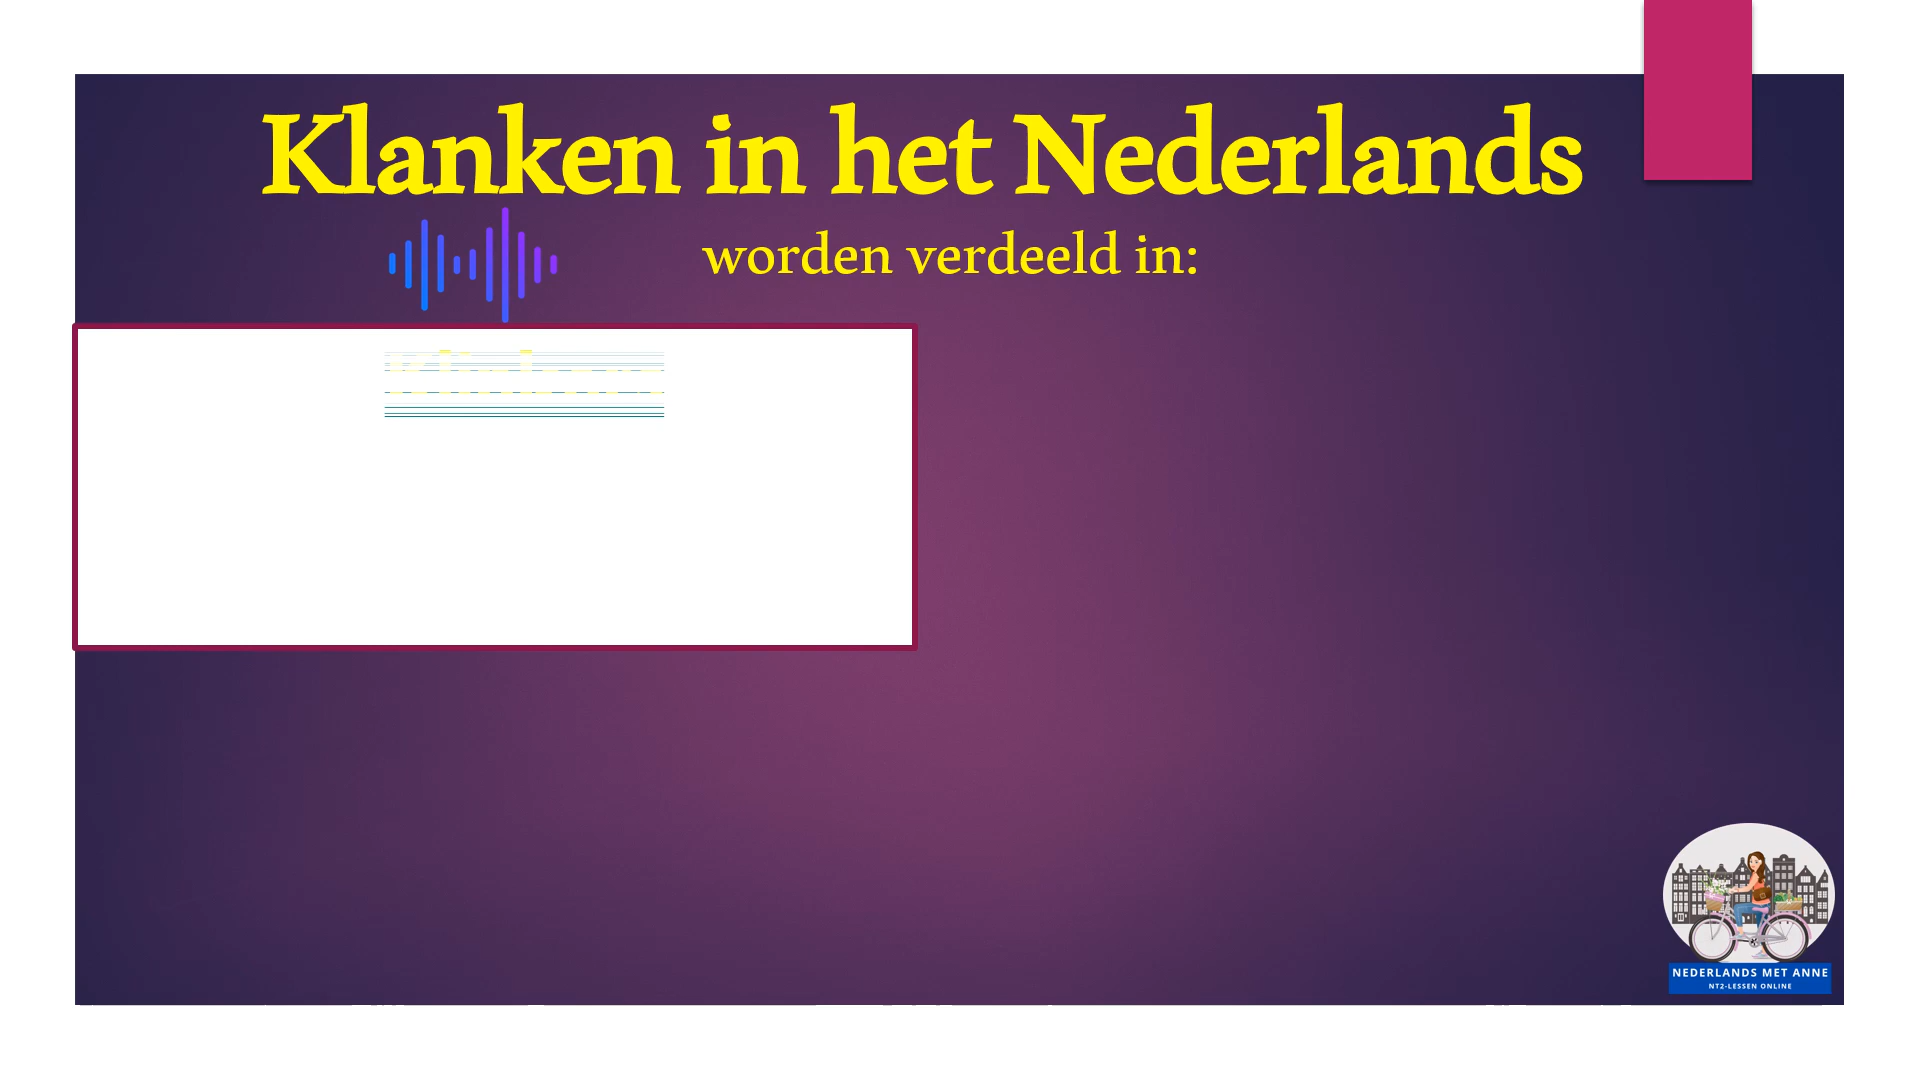 Klanken in het Nederlands
worden verdeeld in:
NEDERLANDS MET ANNE
NT2-LESSEN ONLINE